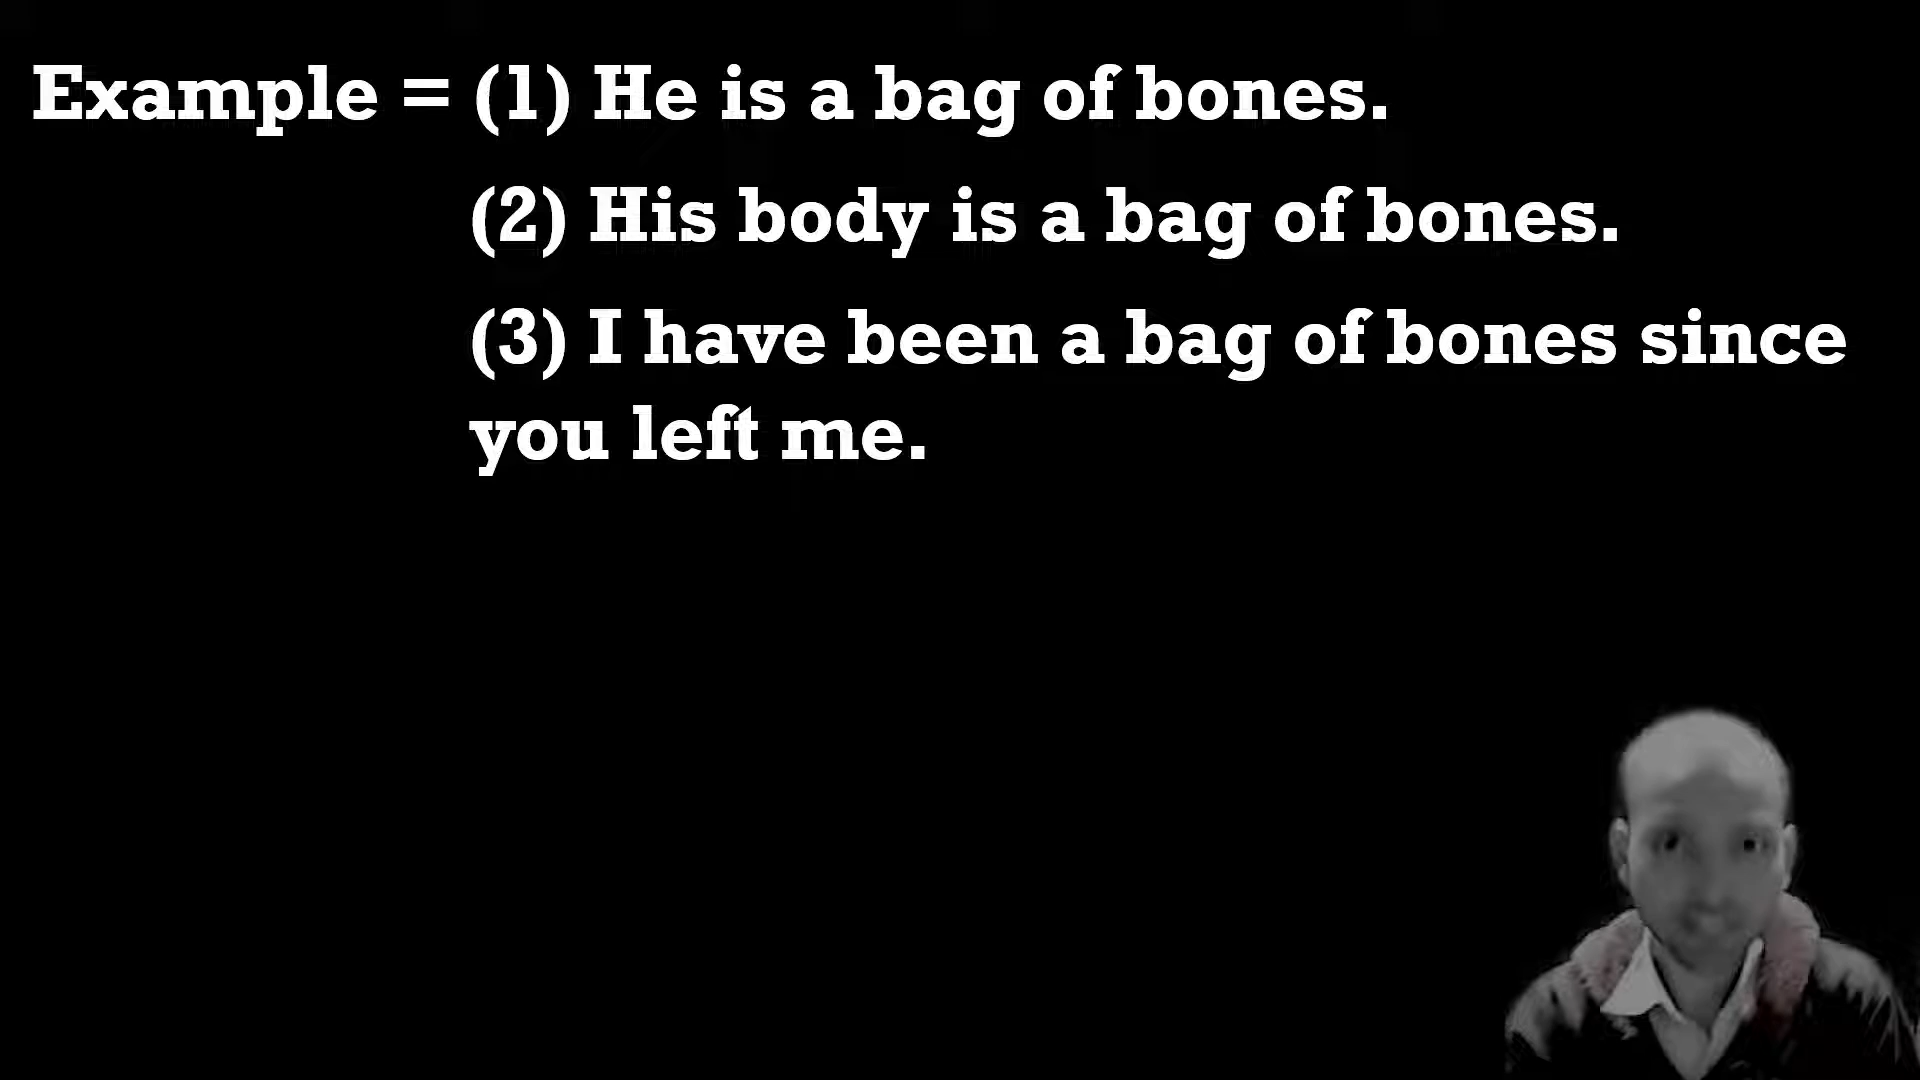 Example = (1) He is a bag of bones.
(2) His body is a bag of bones.
(3) I have been a bag of bones since
you left me.